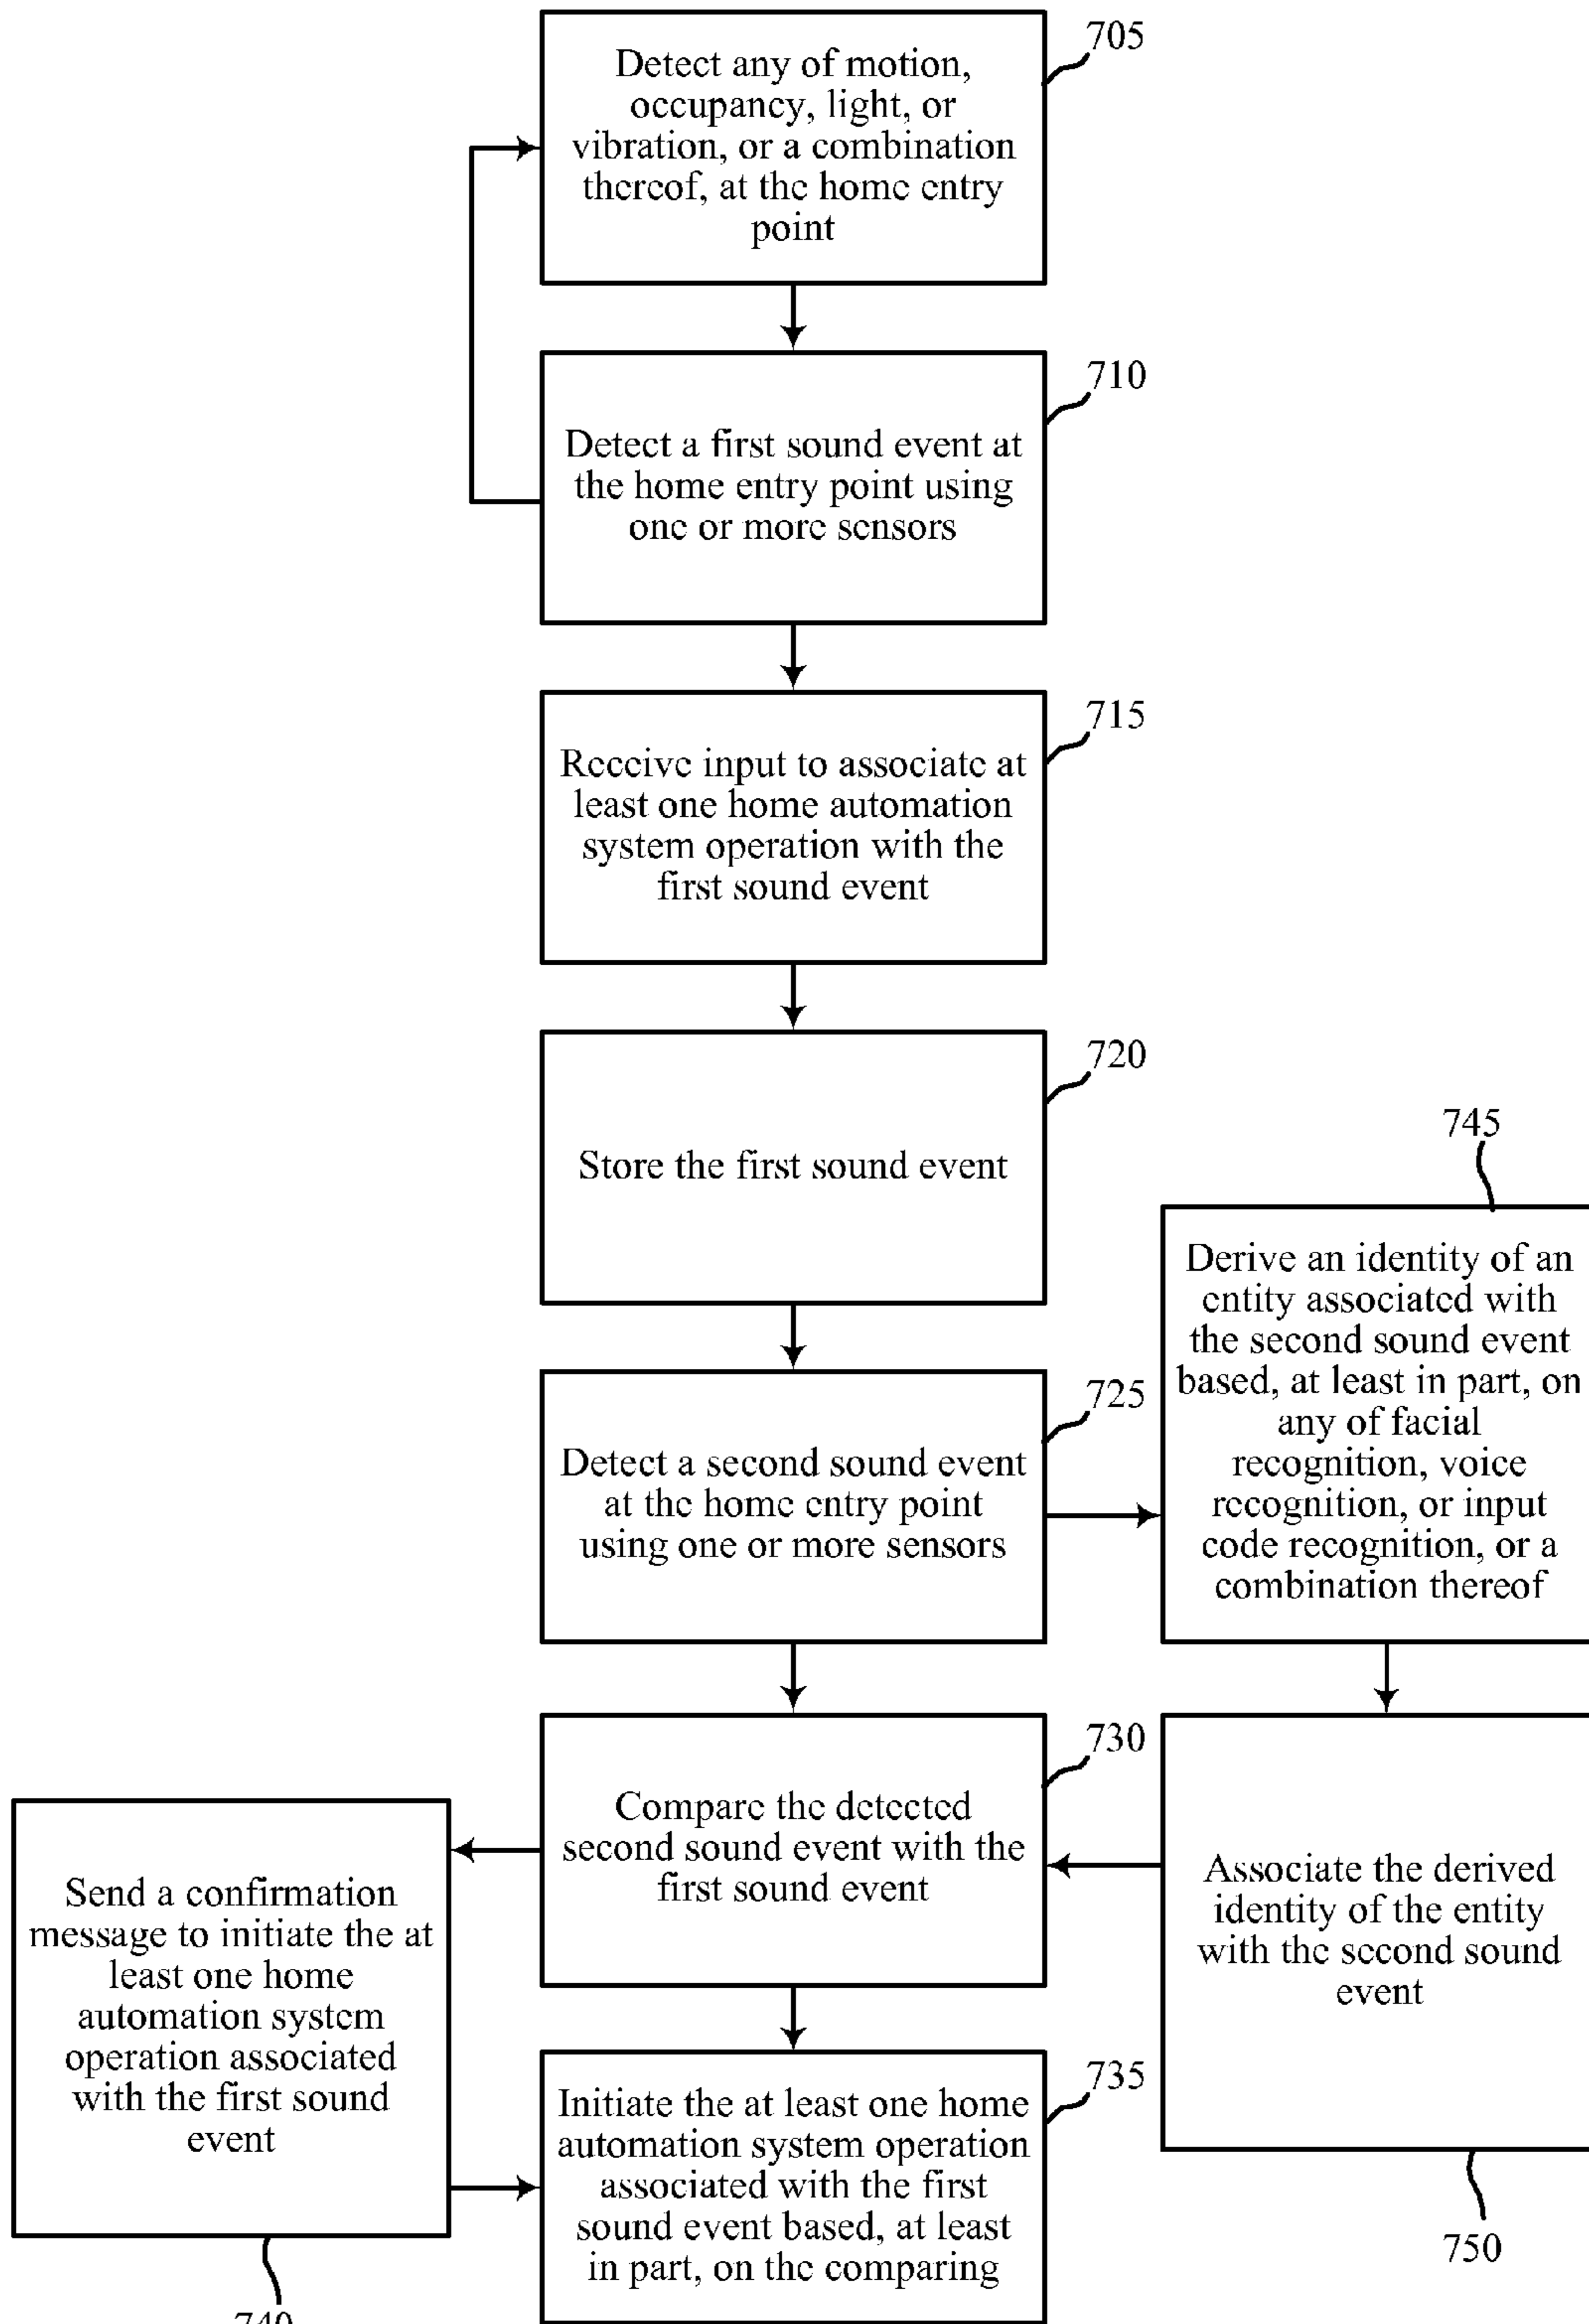 705
Detect any of motion,
occupancy, light, or
vibration, or a combination
thereof, at the home entry
point
710
Detect a first sound event at
the home entry point using
one or more sensors
715
Receive input to associate at
least one home automation
system operation with the
first sound event
720
Store the first sound event
745
Derive an identity of an
entity associated with
the second sound event
based, at least in part, on
any of facial
recognition, voice
recognition, or input
code recognition, or a
combination thereof
725
Detect a second sound event
at the home entry point
using one or more sensors
730
Compare the detected
second sound event with the
first sound event
Associate the derived
identity of the entity
with the second sound
event
750
Send a confirmation
message to initiate the at
least one home
automation system
operation associated
with the first sound
event
740
735
Initiate the at least one home
automation system operation
associated with the first
sound event based, at least
in part, on the comparing